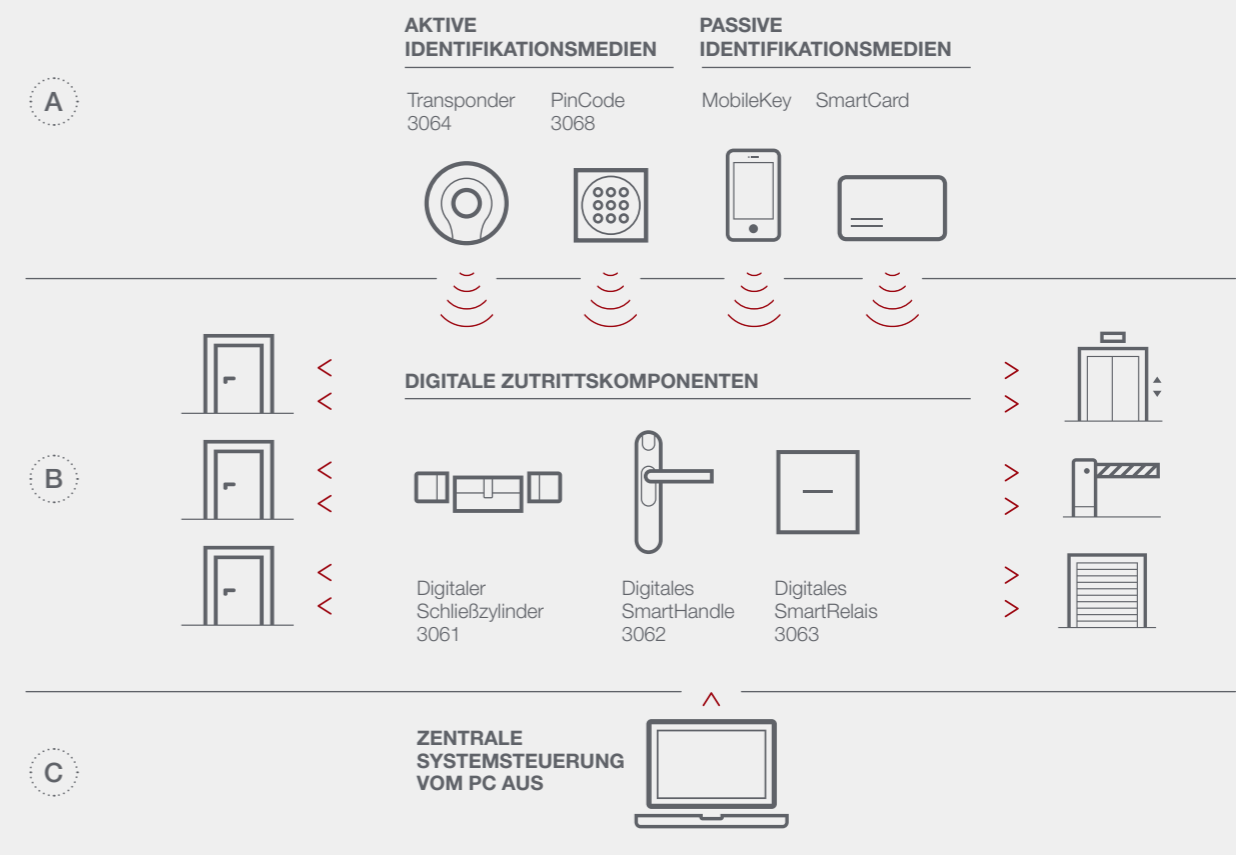 AKTIVE
IDENTIFIKATIONSMEDIEN
PASSIVE
IDENTIFIKATIONSMEDIEN
A
Transponder
3064
PinCode
3068
MobileKey
SmartCard
DIGITALE ZUTRITTSKOMPONENTEN
B
Digitaler
Schließzylinder
3061
Digitales
SmartHandle
3062
Digitales
SmartRelais
3063
C
ZENTRALE
SYSTEMSTEUERUNG
VOM PC AUS